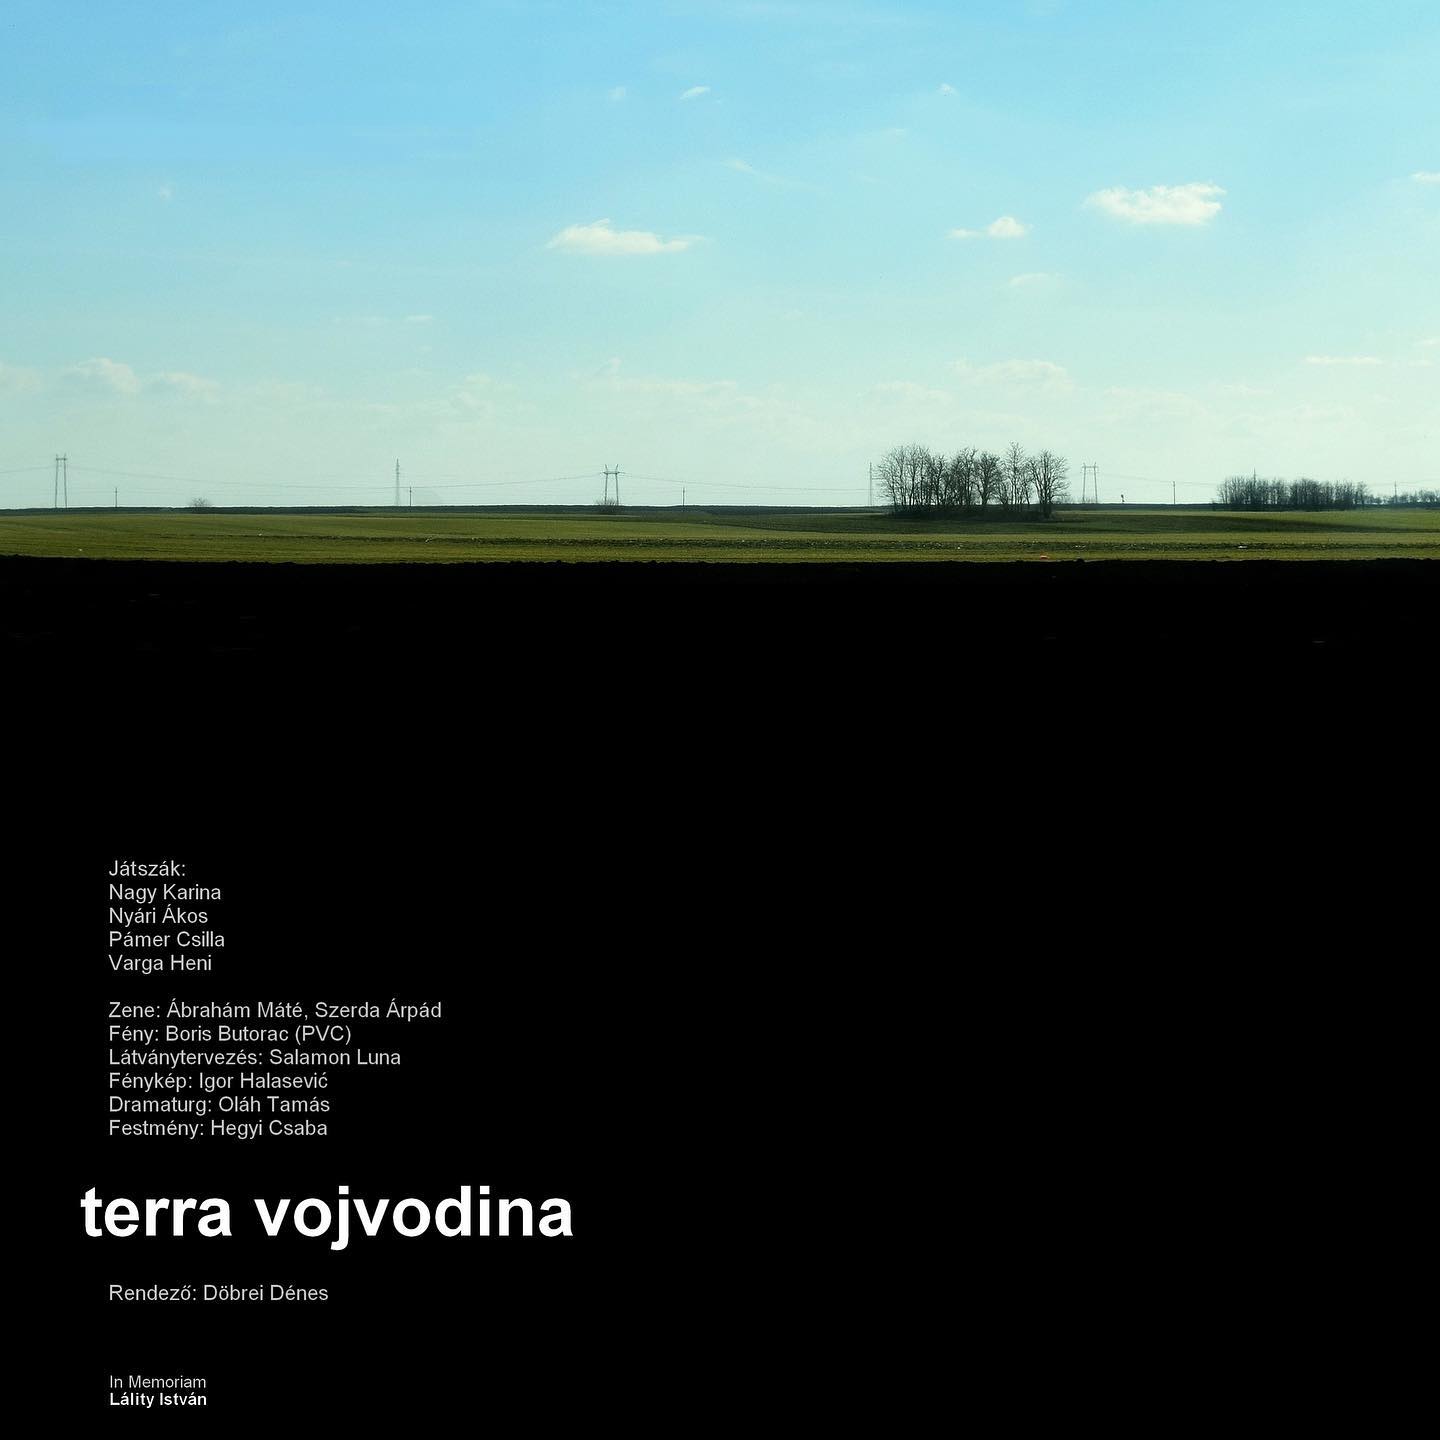 Játszák:
Nagy Karina
Nyári Ákos
Pámer Csilla
Varga Heni
Zene: Ábrahám Máté, Szerda Árpád
Fény: Boris Butorac (PVC)
Látványtervezés: Salamon Luna
Fénykép: Igor Halasević
Dramaturg: Oláh Tamás
Festmény: Hegyi Csaba
terra vojvodina
Rendező: Döbrei Dénes
In Memoriam
Lálity István